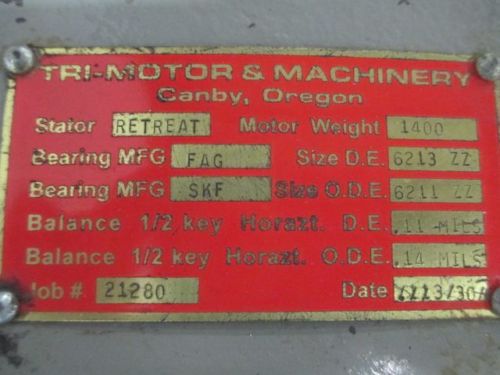 TRI-MOTOR & MACHINERY
Canby, Oregon
Stator RETREAT Motor Weight 1400
Bearing MFG FAG Size D.E. 6213 ZZ
Bearing MFG SKF Size O.D.E. 6211 ZZ
Balance 1/2 key Horazt. D.E. .11 MILS
Balance 1/2 key Horazt. O.D.E. .14 MILS
Job # 21280 Date